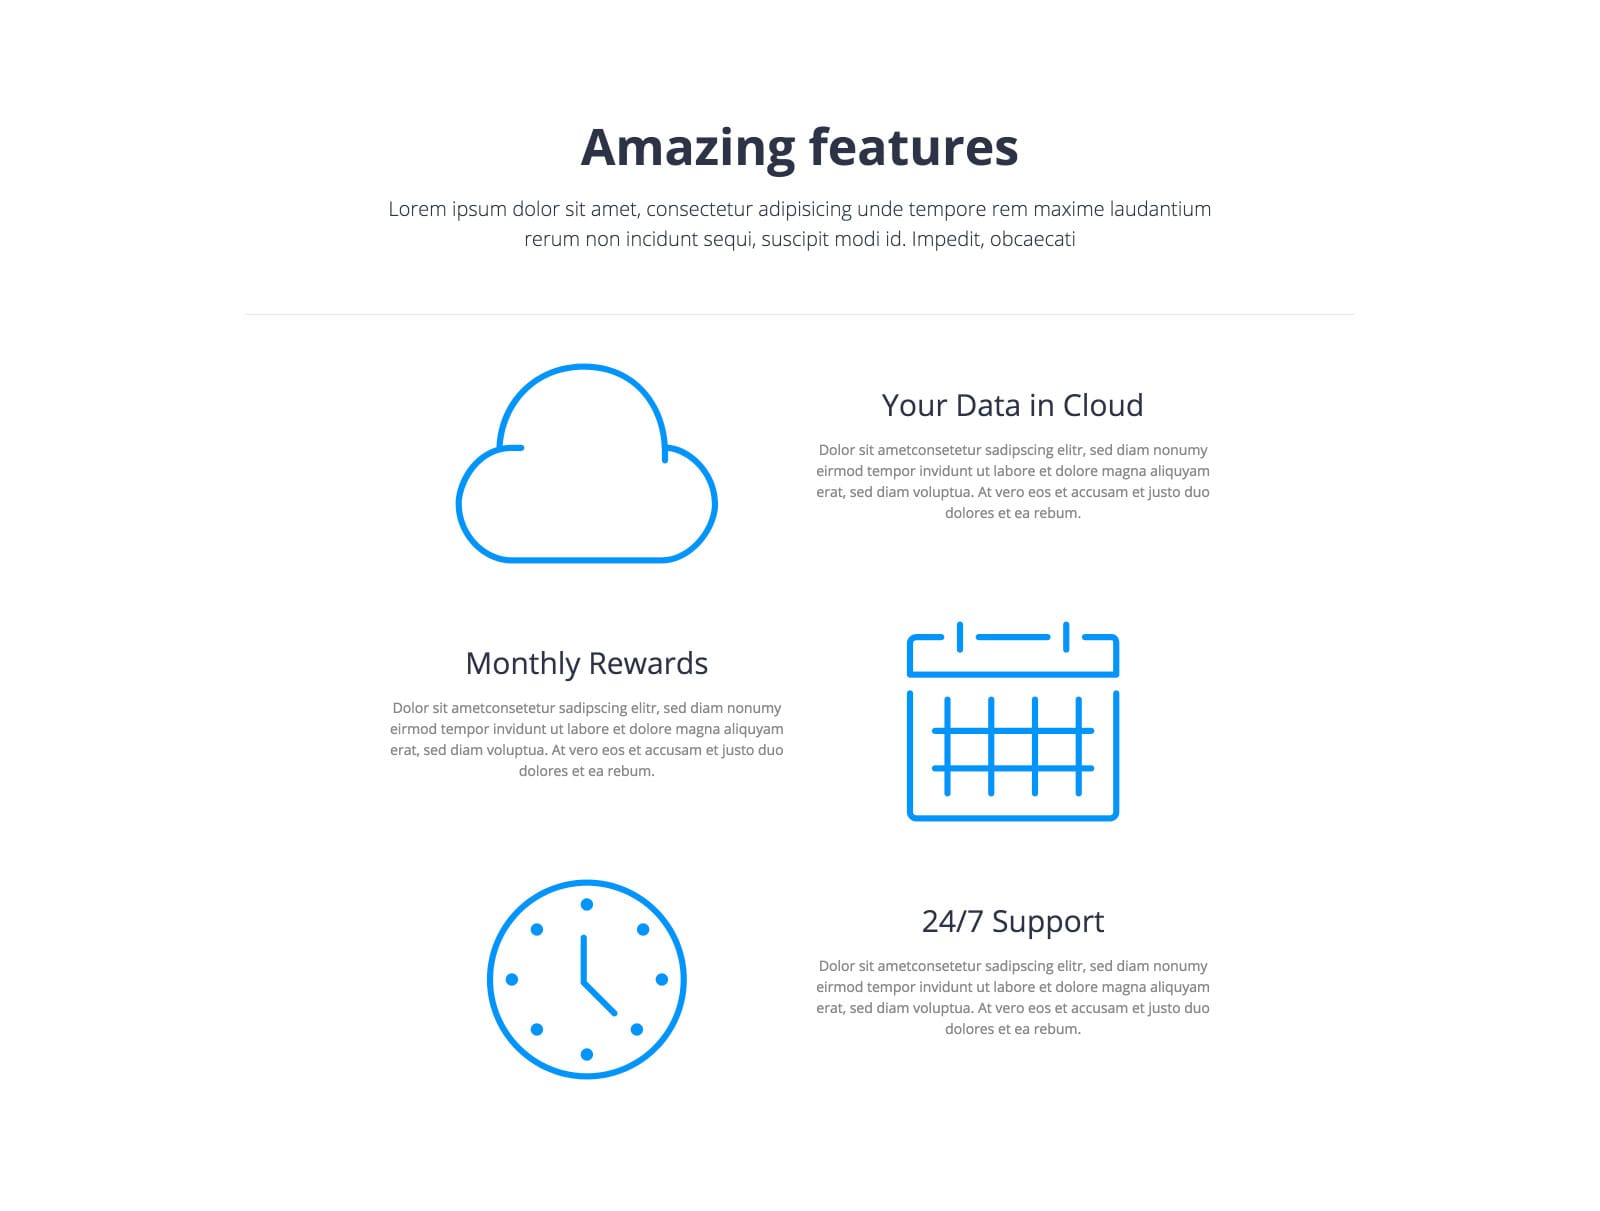 Amazing features
Lorem ipsum dolor sit amet, consectetur adipisicing unde tempore rem maxime laudantium
rerum non incidunt sequi, suscipit modi id. Impedit, obcaecati
Your Data in Cloud
Dolor sit ametconsetetur sadipscing elitr, sed diam nonumy
eirmod tempor invidunt ut labore et dolore magna aliquyam
erat, sed diam voluptua. At vero eos et accusam et justo duo
dolores et ea rebum.
Monthly Rewards
Dolor sit ametconsetetur sadipscing elitr, sed diam nonumy
eirmod tempor invidunt ut labore et dolore magna aliquyam
erat, sed diam voluptua. At vero eos et accusam et justo duo
dolores et ea rebum.
24/7 Support
Dolor sit ametconsetetur sadipscing elitr, sed diam nonumy
eirmod tempor invidunt ut labore et dolore magna aliquyam
erat, sed diam voluptua. At vero eos et accusam et justo duo
dolores et ea rebum.